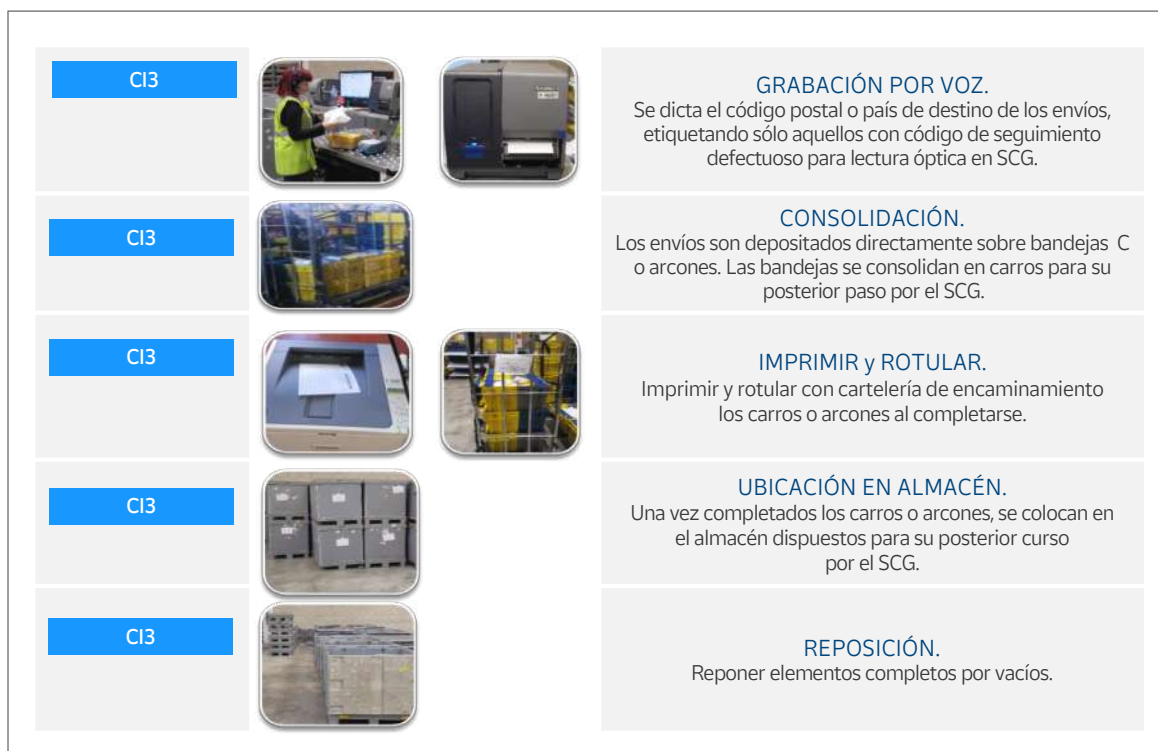 CI3
GRABACIÓN POR VOZ.
Se dicta el código postal o país de destino de los envíos,
etiquetando sólo aquellos con código de seguimiento
defectuoso para lectura óptica en SCG.
CI3
CONSOLIDACIÓN.
Los envíos son depositados directamente sobre bandejas C
o arcones. Las bandejas se consolidan en carros para su
posterior paso por el SCG.
CI3
IMPRIMIR y ROTULAR.
Imprimir y rotular con cartelería de encaminamiento
los carros o arcones al completarse.
CI3
UBICACIÓN EN ALMACÉN.
Una vez completados los carros o arcones, se colocan en
el almacén dispuestos para su posterior curso
por el SCG.
CI3
REPOSICIÓN.
Reponer elementos completos por vacíos.